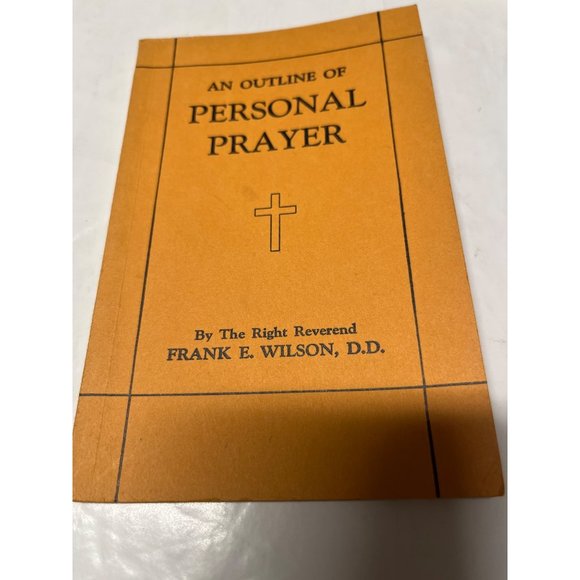 AN OUTLINE OF
PERSONAL
PRAYER
By The Right Reverend
FRANK E. WILSON, D.D.